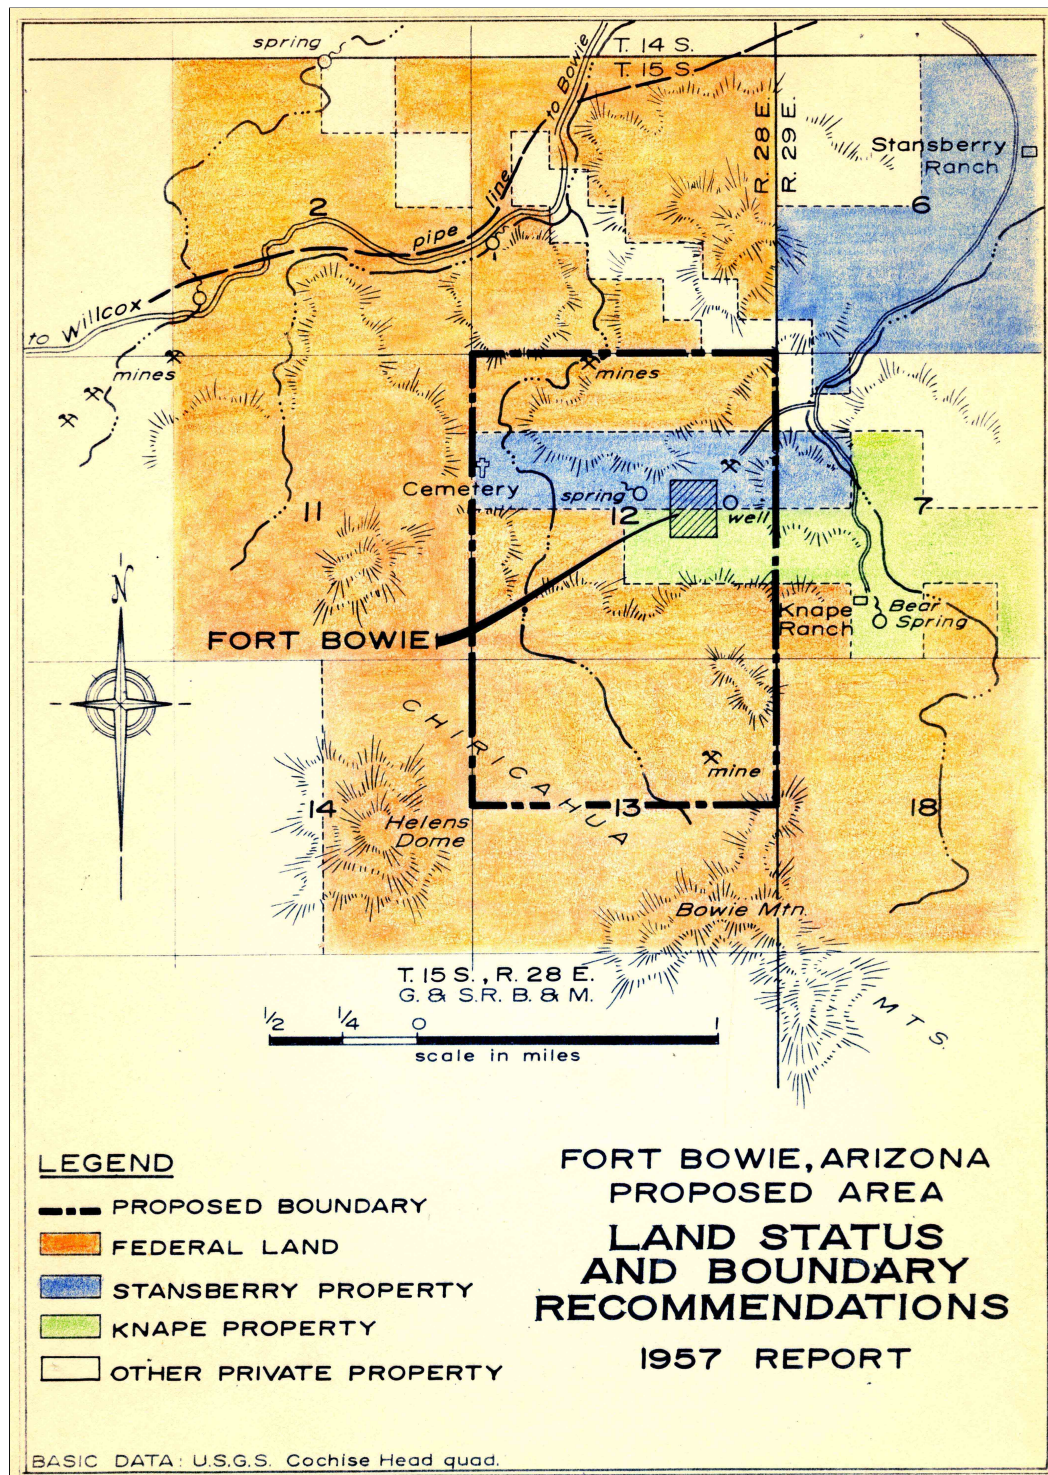 spring
to Bowie
T. 14 S.
T. 15 S.
R. 28 E.
R. 29 E.
Stansberry
Ranch
2
6
pipe line
to Willcox
mines
mines
Cemetery
spring
11
12
well
7
Knape
Ranch
Bear
Spring
N
FORT BOWIE
CHIRICAHUA
mine
14
13
18
Helens
Dome
Bowie Mtn.
MTS.
T. 15 S., R. 28 E.
G. & S.R. B. & M.
1/2 1/4 0 1
scale in miles
LEGEND
PROPOSED BOUNDARY
FEDERAL LAND
STANSBERRY PROPERTY
KNAPE PROPERTY
OTHER PRIVATE PROPERTY
FORT BOWIE, ARIZONA
PROPOSED AREA
LAND STATUS
AND BOUNDARY
RECOMMENDATIONS
1957 REPORT
BASIC DATA: U.S.G.S. Cochise Head quad.